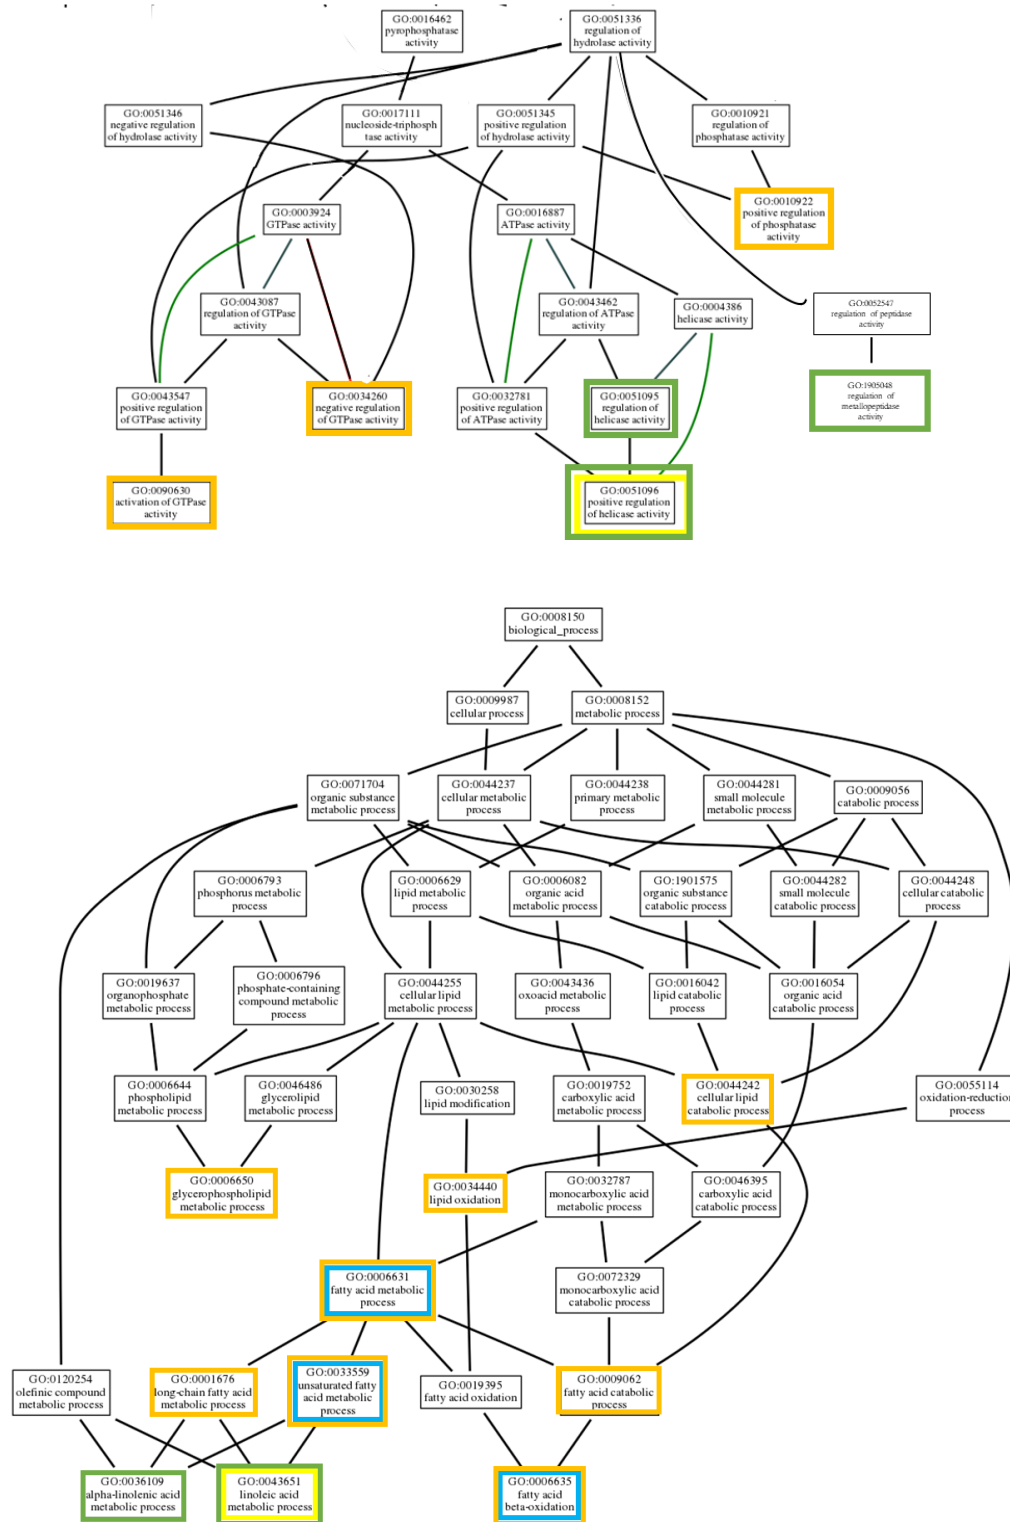 GO:0016462
pyrophosphatase
activity
GO:0051336
regulation of
hydrolase activity
GO:0051346
negative regulation
of hydrolase activity
GO:0017111
nucleoside-triphosph
tase activity
GO:0051345
positive regulation
of hydrolase activity
GO:0010921
regulation of
phosphatase activity
GO:0003924
GTPase activity
GO:0016887
ATPase activity
GO:0010922
positive regulation
of phosphatase
activity
GO:0043087
regulation of GTPase
activity
GO:0043462
regulation of ATPase
activity
GO:0004386
helicase activity
GO:0052547
regulation of peptidase
activity
GO:0043547
positive regulation
of GTPase activity
GO:0034260
negative regulation
of GTPase activity
GO:0032781
positive regulation
of ATPase activity
GO:0051095
regulation of
helicase activity
GO:1905048
regulation of
metallopeptidase
activity
GO:0090630
activation of GTPase
activity
GO:0051096
positive regulation
of helicase activity
GO:0008150
biological_process
GO:0009987
cellular process
GO:0008152
metabolic process
GO:0071704
organic substance
metabolic process
GO:0044237
cellular metabolic
process
GO:0044238
primary metabolic
process
GO:0044281
small molecule
metabolic process
GO:0009056
catabolic process
GO:0006793
phosphorus metabolic
process
GO:0006629
lipid metabolic
process
GO:0006082
organic acid
metabolic process
GO:1901575
organic substance
catabolic process
GO:0044282
small molecule
catabolic process
GO:0044248
cellular catabolic
process
GO:0019637
organophosphate
metabolic process
GO:0006796
phosphate-containing
compound metabolic
process
GO:0044255
cellular lipid
metabolic process
GO:0043436
oxoacid metabolic
process
GO:0016042
lipid catabolic
process
GO:0016054
organic acid
catabolic process
GO:0006644
phospholipid
metabolic process
GO:0046486
glycerolipid
metabolic process
GO:0030258
lipid modification
GO:0019752
carboxylic acid
metabolic process
GO:0044242
cellular lipid
catabolic process
GO:0055114
oxidation-reduction
process
GO:0006650
glycerophospholipid
metabolic process
GO:0034440
lipid oxidation
GO:0032787
monocarboxylic acid
metabolic process
GO:0046395
carboxylic acid
catabolic process
GO:0006631
fatty acid metabolic
process
GO:0072329
monocarboxylic acid
catabolic process
GO:0120254
olefinic compound
metabolic process
GO:0001676
long-chain fatty acid
metabolic process
GO:0033559
unsaturated fatty
acid metabolic
process
GO:0019395
fatty acid oxidation
GO:0009062
fatty acid catabolic
process
GO:0036109
alpha-linolenic acid
metabolic process
GO:0043651
linoleic acid
metabolic process
GO:0006635
fatty acid
beta-oxidation